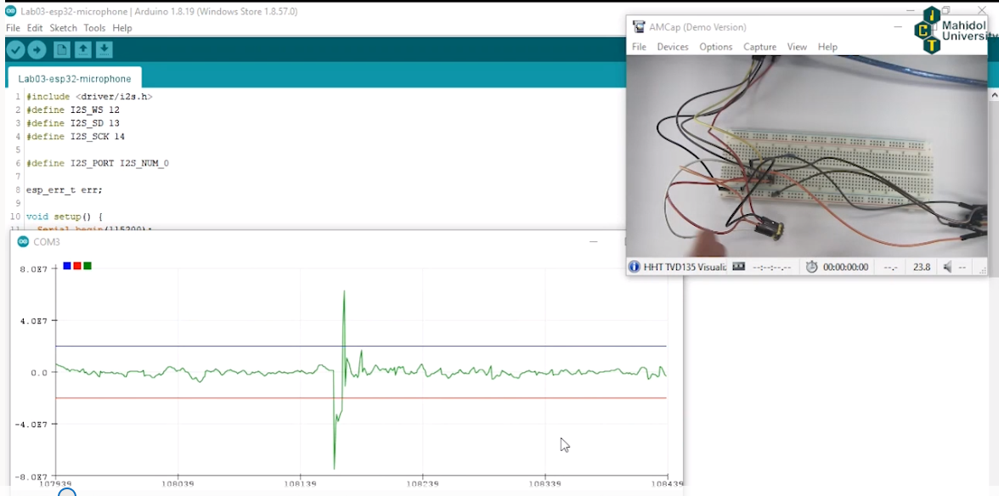 Lab03-esp32-microphone | Arduino 1.8.19 (Windows Store 1.8.57.0)
File Edit Sketch Tools Help
Lab03-esp32-microphone
1 #include <driver/i2s.h>
2 #define I2S_WS 12
3 #define I2S_SD 13
4 #define I2S_SCK 14
5
6 #define I2S_PORT I2S_NUM_0
7
8 esp_err_t err;
9
10 void setup() {
11 Serial.begin(115200);
COM3
8.0E7
4.0E7
0.0
-4.0E7
-8.0E7
107939 108039 108139 108239 108339 108439
AMCap (Demo Version)
File Devices Options Capture View Help
HHT TVD135 Visualiz --:--:--.-- 00:00:00:00 --.- 23.8 --
I
C
T
Mahidol
University